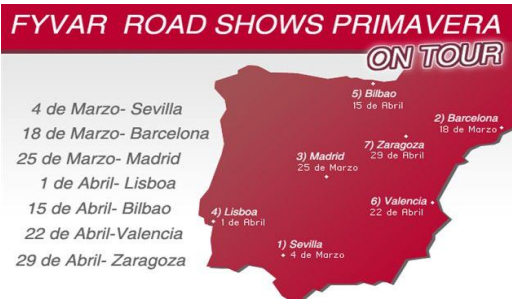 FYVAR ROAD SHOWS PRIMAVERA
ON TOUR
4 de Marzo- Sevilla
18 de Marzo- Barcelona
25 de Marzo- Madrid
1 de Abril- Lisboa
15 de Abril- Bilbao
22 de Abril-Valencia
29 de Abril- Zaragoza
5) Bilbao
15 de Abril
2) Barcelona
18 de Marzo
7) Zaragoza
29 de Abril
3) Madrid
25 de Marzo
6) Valencia
22 de Abril
4) Lisboa
1 de Abril
1) Sevilla
4 de Marzo